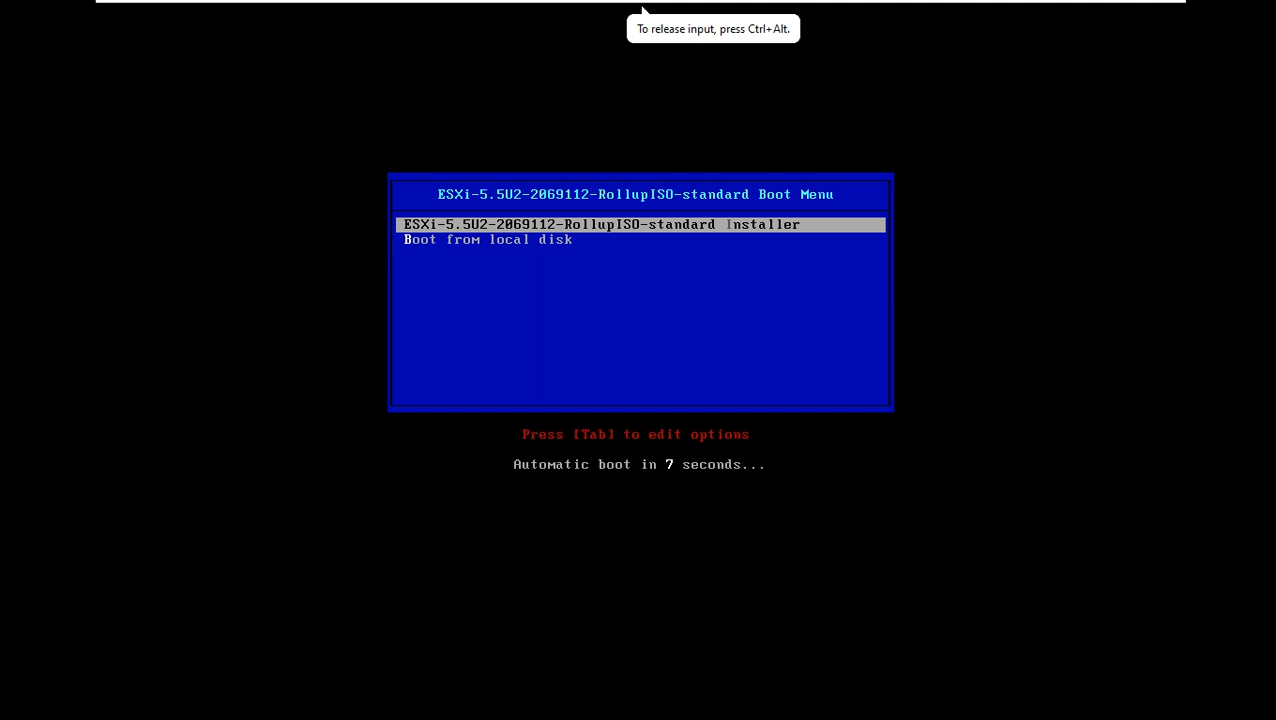 To release input, press Ctrl+Alt.
ESXi-5.5U2-2069112-RollupISO-standard Boot Menu
ESXi-5.5U2-2069112-RollupISO-standard Installer
Boot from local disk
Press [Tab] to edit options
Automatic boot in 7 seconds...